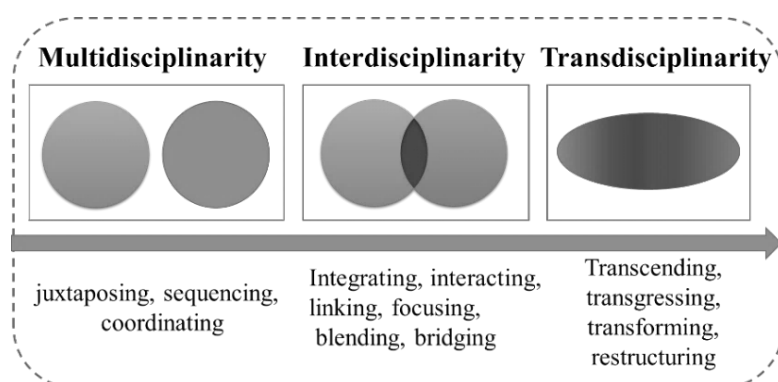 Multidisciplinarity
Interdisciplinarity
Transdisciplinarity
juxtaposing, sequencing,
coordinating
Integrating, interacting,
linking, focusing,
blending, bridging
Transcending,
transgressing,
transforming,
restructuring